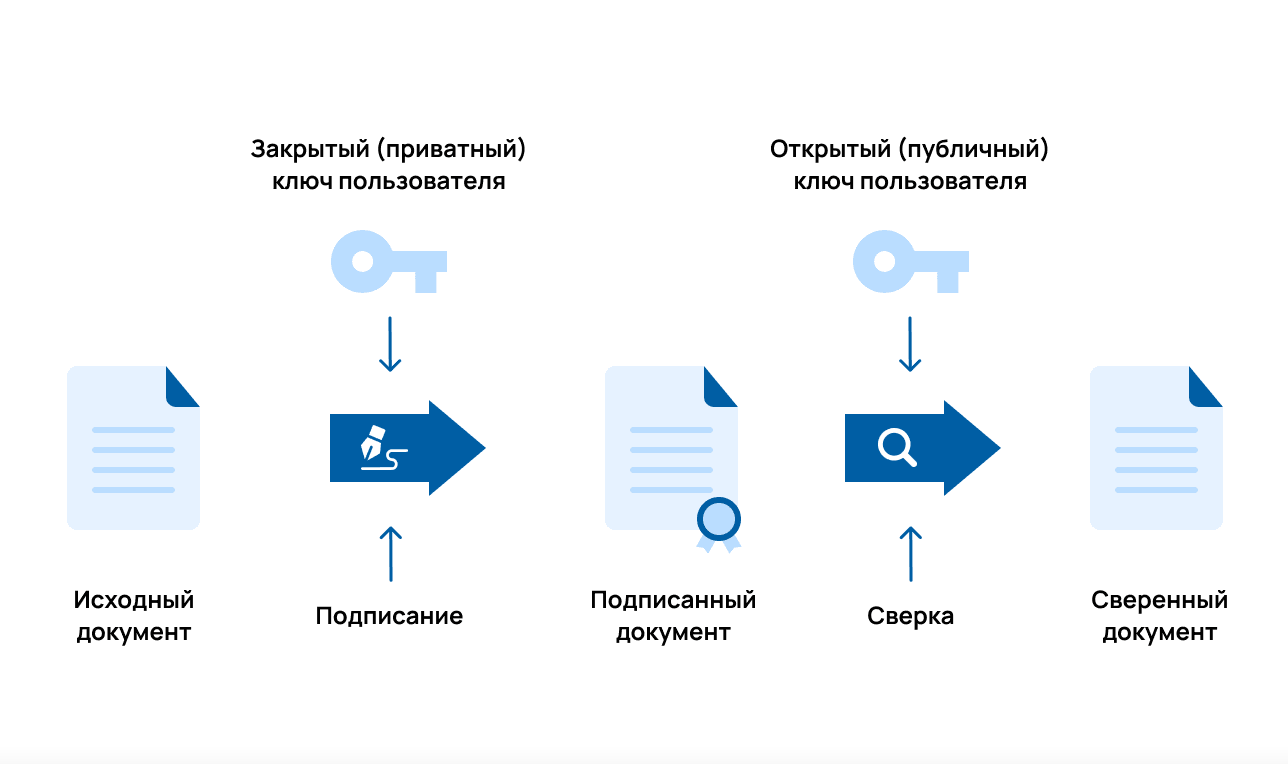 Закрытый (приватный)
ключ пользователя
Открытый (публичный)
ключ пользователя
Исходный
документ
Подписание
Подписанный
документ
Сверка
Сверенный
документ